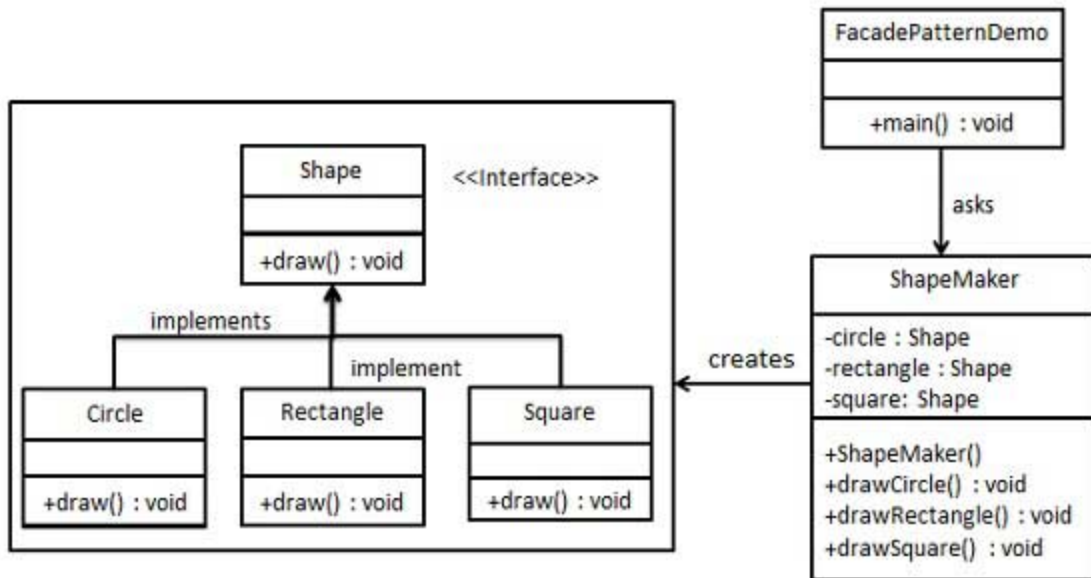 FacadePatternDemo
+main() : void
asks
Shape
<<Interface>>
+draw() : void
implements
implement
Circle
+draw() : void
Rectangle
+draw() : void
Square
+draw() : void
creates
ShapeMaker
-circle : Shape
-rectangle : Shape
-square: Shape
+ShapeMaker()
+drawCircle() : void
+drawRectangle() : void
+drawSquare() : void